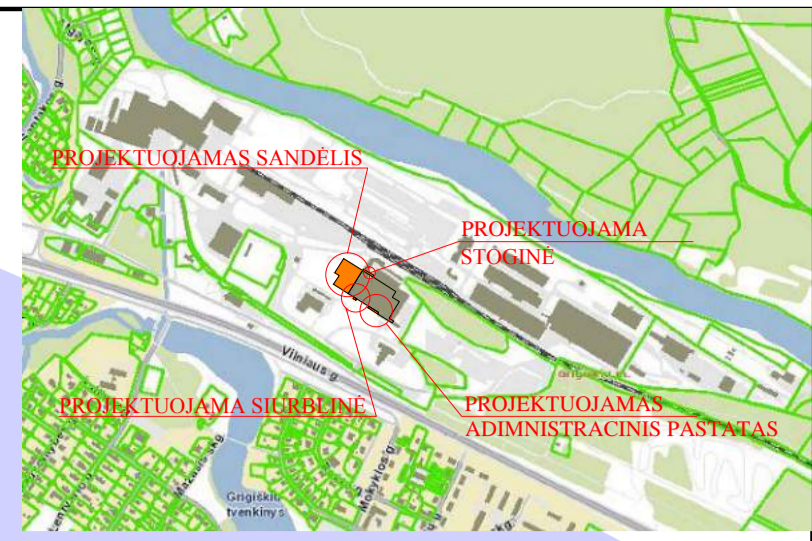 PROJEKTUOJAMAS SANDĖLIS
PROJEKTUOJAMA
STOGINĖ
Vilniaus g.
PROJEKTUOJAMA SIURBLINĖ
PROJEKTUOJAMAS
ADIMNISTRACINIS PASTATAS
Mokyklos g.
Grigiškių
tvenkinys